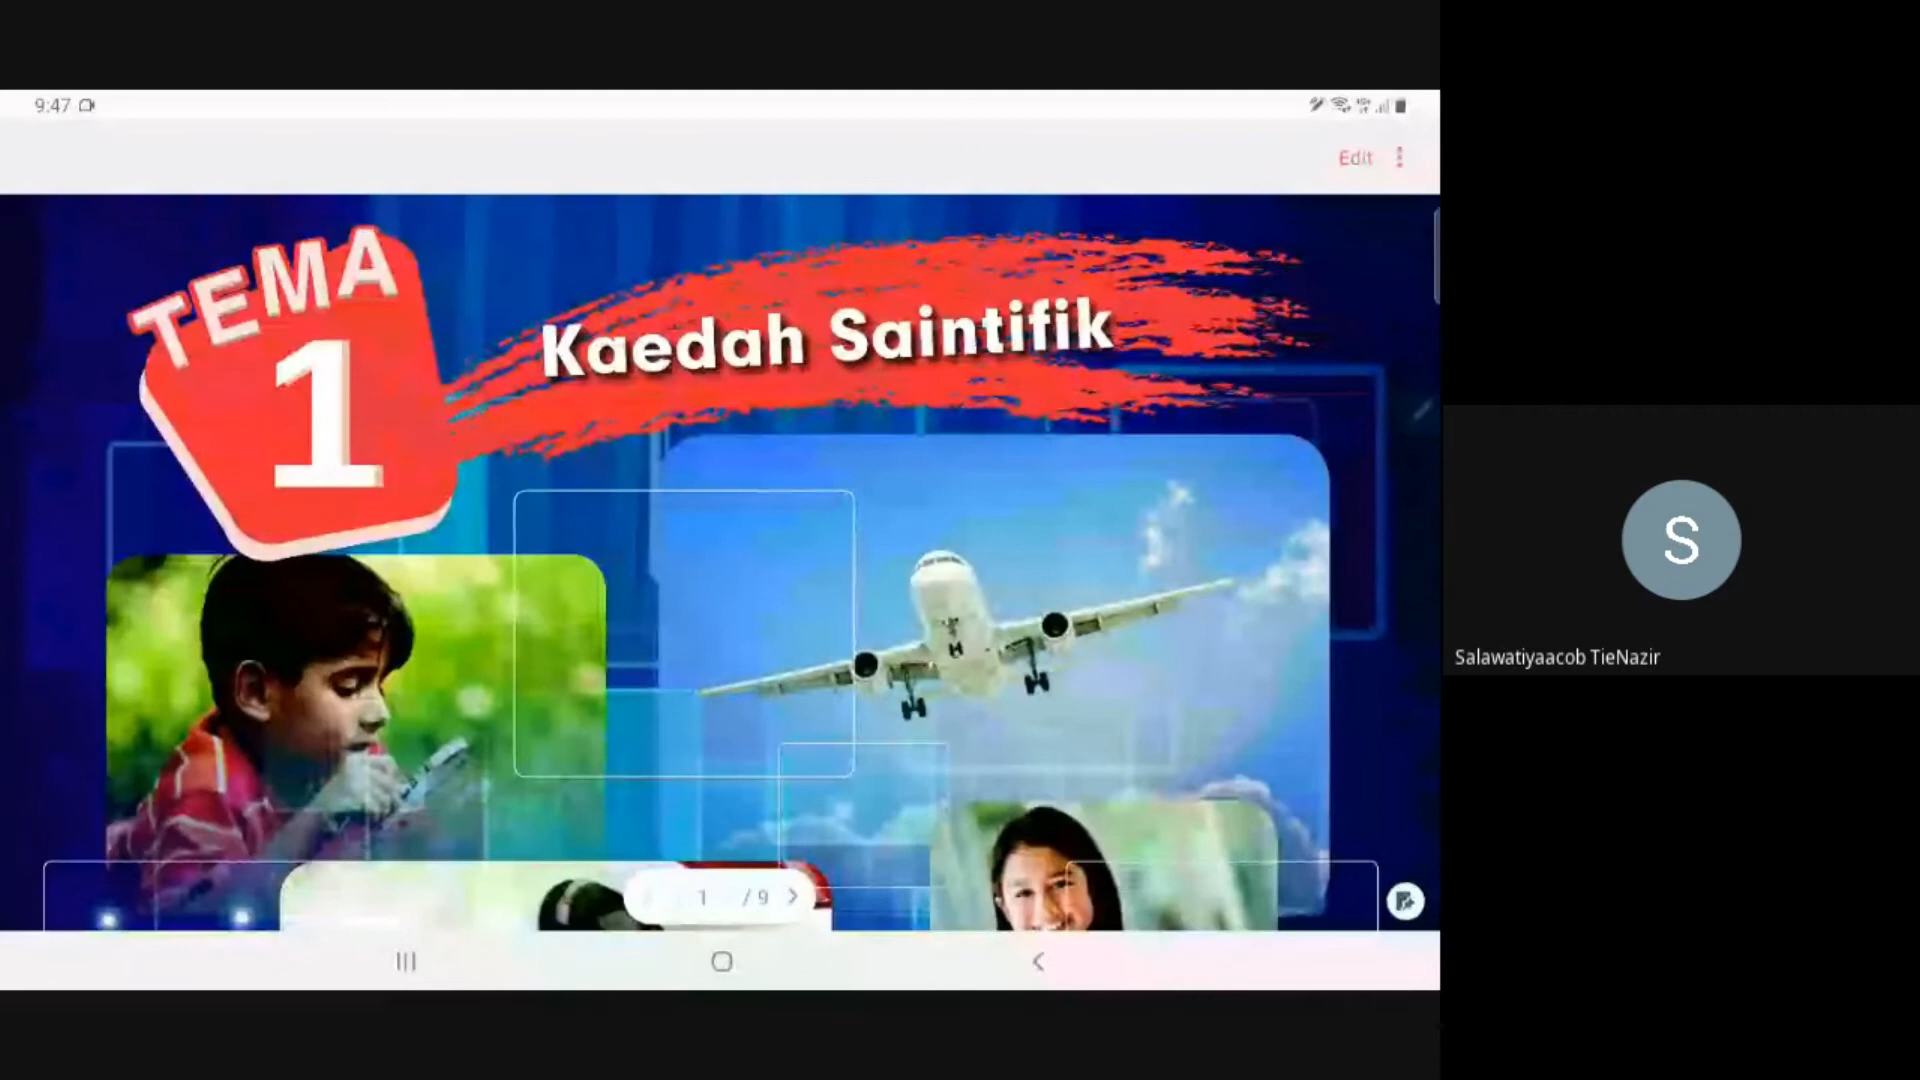 9:47
Edit
TEMA
1
Kaedah Saintifik
1 / 9
S
Salawatiyaacob TieNazir